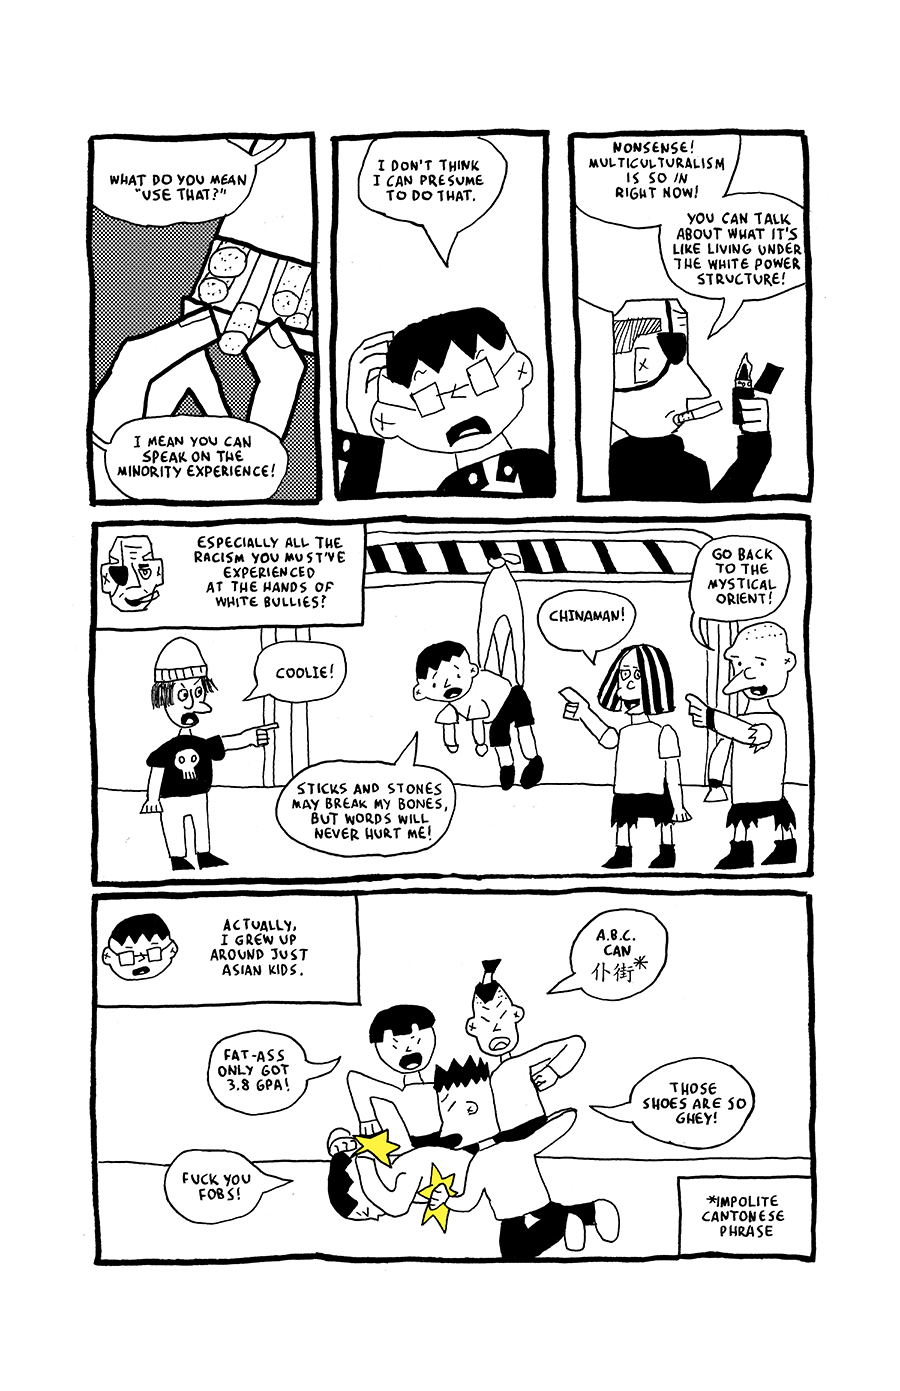 WHAT DO YOU MEAN
"USE THAT?"
I MEAN YOU CAN
SPEAK ON THE
MINORITY EXPERIENCE!
I DON'T THINK
I CAN PRESUME
TO DO THAT.
NONSENSE!
MULTICULTURALISM
IS SO IN
RIGHT NOW!
YOU CAN TALK
ABOUT WHAT IT'S
LIKE LIVING UNDER
THE WHITE POWER
STRUCTURE!
ESPECIALLY ALL THE
RACISM YOU MUST'VE
EXPERIENCED
AT THE HANDS OF
WHITE BULLIES?
COOLIE!
STICKS AND STONES
MAY BREAK MY BONES,
BUT WORDS WILL
NEVER HURT ME!
CHINAMAN!
GO BACK
TO THE
MYSTICAL
ORIENT!
ACTUALLY,
I GREW UP
AROUND JUST
ASIAN KIDS.
A.B.C.
CAN
仆街*
FAT-ASS
ONLY GOT
3.8 GPA!
THOSE
SHOES ARE SO
GHEY!
FUCK YOU
FOBS!
*IMPOLITE
CANTONESE
PHRASE